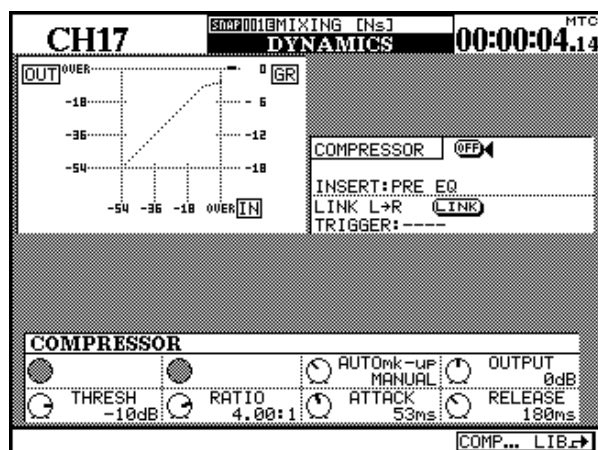 CH17
SNAP001 MIXING [Ns]
DYNAMICS
MTC
00:00:04.14
OUT OVER 0 GR
-18 - 6
-36 -12
-54 -18
-54 -36 -18 OVER IN
COMPRESSOR OFF
INSERT:PRE EQ
LINK L→R LINK
TRIGGER:----
COMPRESSOR
AUTOmk-up MANUAL
OUTPUT 0dB
THRESH -10dB
RATIO 4.00:1
ATTACK 53ms
RELEASE 180ms
COMP... LIB